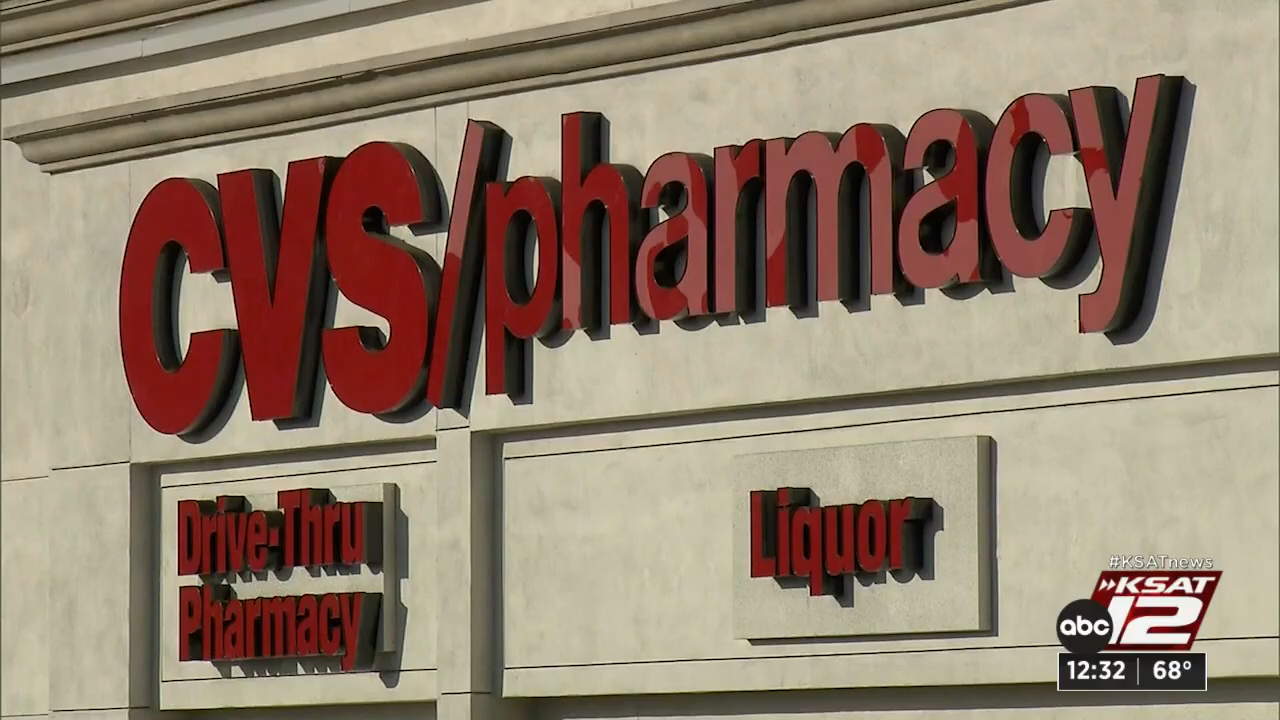 CVS/pharmacy
Drive-Thru
Pharmacy
Liquor
#KSATnews
KSAT
abc 12
12:32 68°